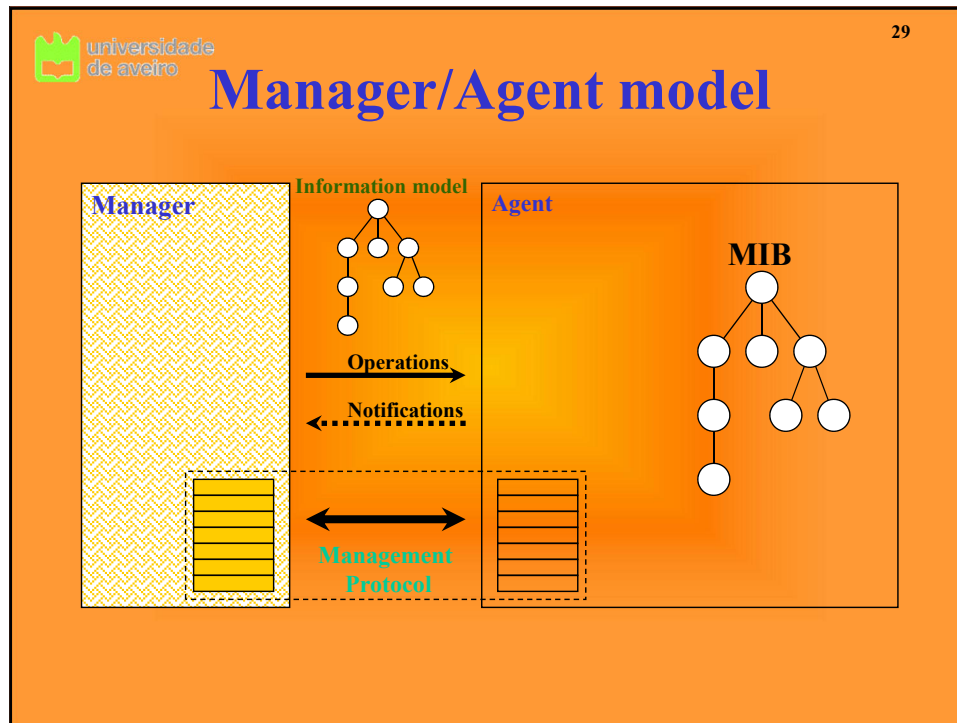 29
universidade
de aveiro
Manager/Agent model
Manager
Information model
Agent
MIB
Operations
Notifications
Management
Protocol